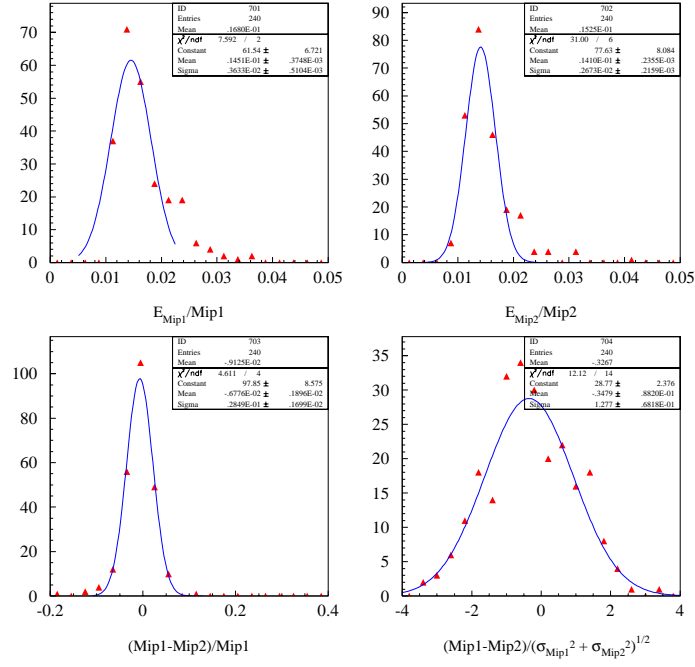 ID 701
Entries 240
Mean .1680E-01
χ²/ndf 7.592 / 2
Constant 61.54 ± 6.721
Mean .1451E-01 ± .3748E-03
Sigma .3633E-02 ± .5104E-03
70
60
50
40
30
20
10
0
0 0.01 0.02 0.03 0.04 0.05
E_Mip1/Mip1
ID 702
Entries 240
Mean .1525E-01
χ²/ndf 31.00 / 6
Constant 77.63 ± 8.084
Mean .1410E-01 ± .2355E-03
Sigma .2673E-02 ± .2159E-03
90
80
70
60
50
40
30
20
10
0
0 0.01 0.02 0.03 0.04 0.05
E_Mip2/Mip2
ID 703
Entries 240
Mean -.9125E-02
χ²/ndf 4.611 / 4
Constant 97.85 ± 8.575
Mean -.6776E-02 ± .1896E-02
Sigma .2849E-01 ± .1699E-02
100
80
60
40
20
0
-0.2 0 0.2 0.4
(Mip1-Mip2)/Mip1
ID 704
Entries 240
Mean -.3267
χ²/ndf 12.12 / 14
Constant 28.77 ± 2.376
Mean -.3479 ± .8820E-01
Sigma 1.277 ± .6818E-01
35
30
25
20
15
10
5
0
-4 -2 0 2 4
(Mip1-Mip2)/(σ_Mip1² + σ_Mip2²)^1/2